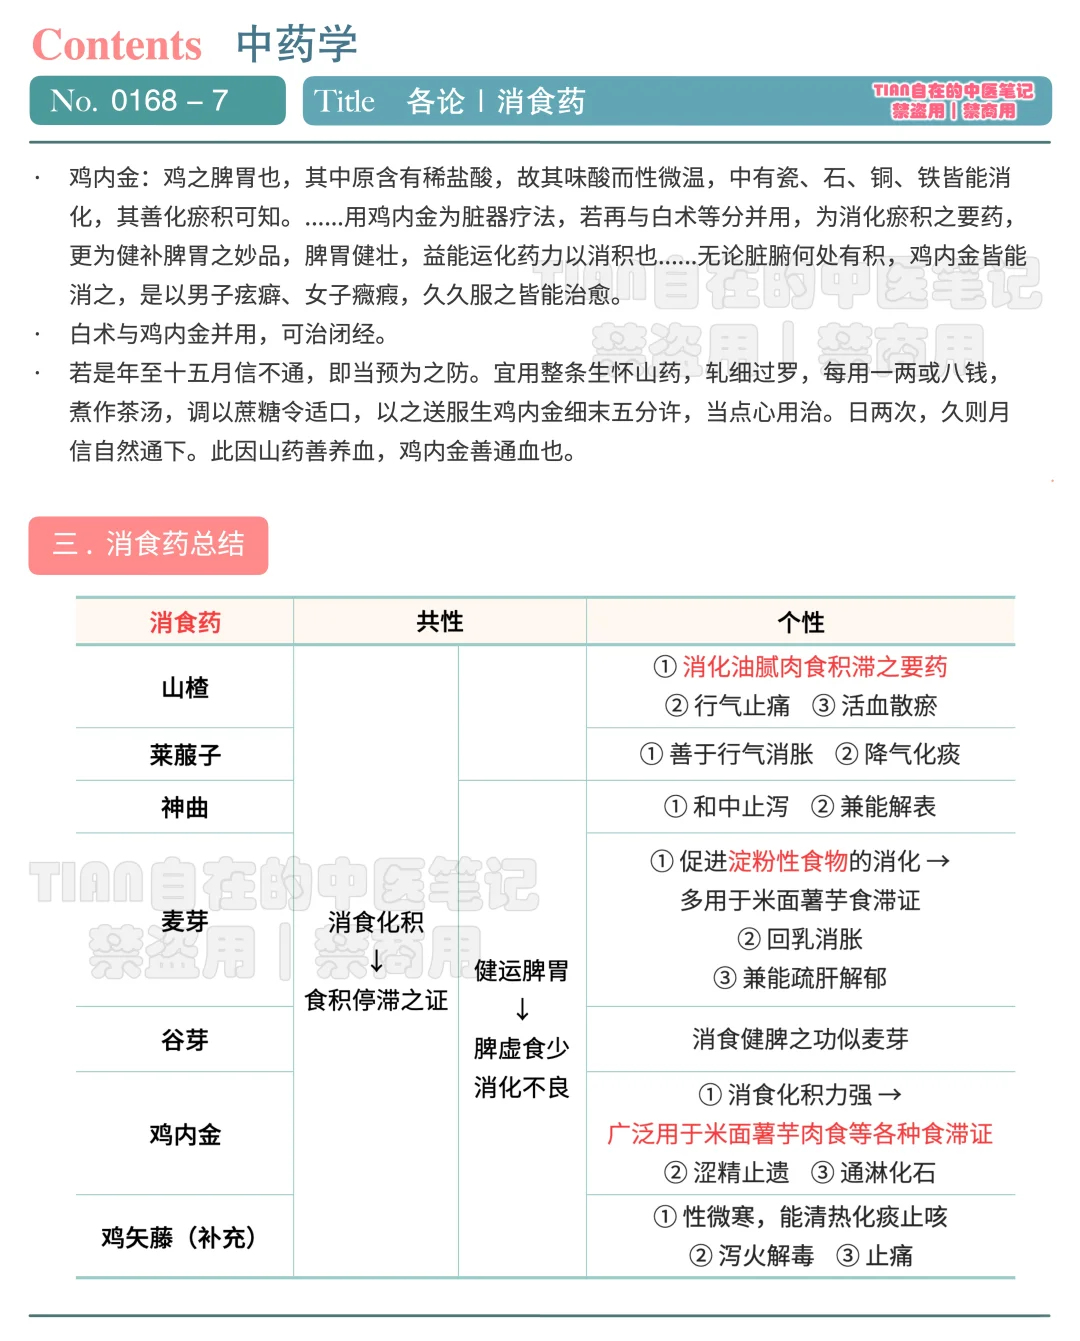 Contents 中药学
No. 0168 – 7
Title 各论 | 消食药
TIAN自在的中医笔记
禁盗用 | 禁商用
· 鸡内金：鸡之脾胃也，其中原含有稀盐酸，故其味酸而性微温，中有瓷、石、铜、铁皆能消
化，其善化瘀积可知。……用鸡内金为脏器疗法，若再与白术等分并用，为消化瘀积之要药，
更为健补脾胃之妙品，脾胃健壮，益能运化药力以消积也……无论脏腑何处有积，鸡内金皆能
消之，是以男子痃癖、女子癥瘕，久久服之皆能治愈。
· 白术与鸡内金并用，可治闭经。
· 若是年至十五月信不通，即当预为之防。宜用整条生怀山药，轧细过罗，每用一两或八钱，
煮作茶汤，调以蔗糖令适口，以之送服生鸡内金细末五分许，当点心用治。日两次，久则月
信自然通下。此因山药善养血，鸡内金善通血也。
TIAN自在的中医笔记
禁盗用 | 禁商用
三 . 消食药总结
消食药 共性 个性
山楂
① 消化油腻肉食积滞之要药
② 行气止痛 ③ 活血散瘀
莱菔子
① 善于行气消胀 ② 降气化痰
神曲
① 和中止泻 ② 兼能解表
麦芽
① 促进淀粉性食物的消化 →
多用于米面薯芋食滞证
② 回乳消胀
③ 兼能疏肝解郁
消食化积
↓
食积停滞之证
健运脾胃
↓
脾虚食少
消化不良
谷芽
消食健脾之功似麦芽
鸡内金
① 消食化积力强 →
广泛用于米面薯芋肉食等各种食滞证
② 涩精止遗 ③ 通淋化石
鸡矢藤（补充）
① 性微寒，能清热化痰止咳
② 泻火解毒 ③ 止痛
TIAN自在的中医笔记
禁盗用 | 禁商用